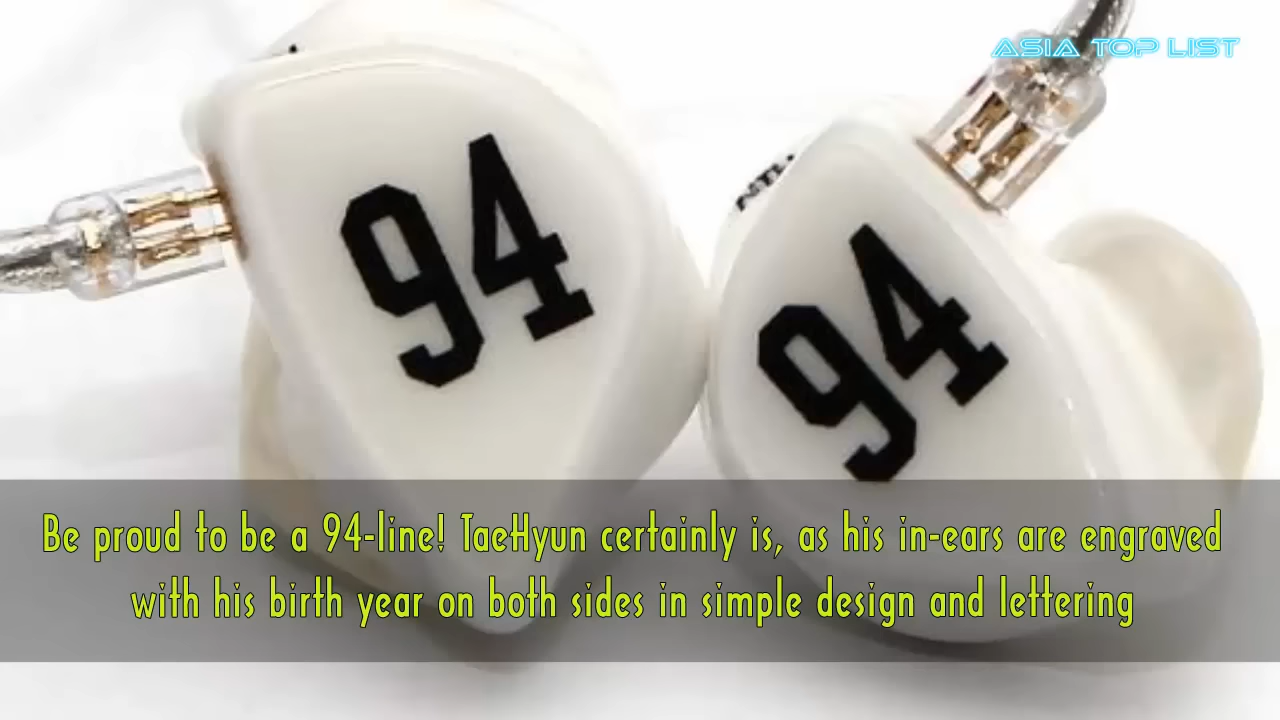 ASIA TOP LIST
94
94
Be proud to be a 94-line! TaeHyun certainly is, as his in-ears are engraved
with his birth year on both sides in simple design and lettering